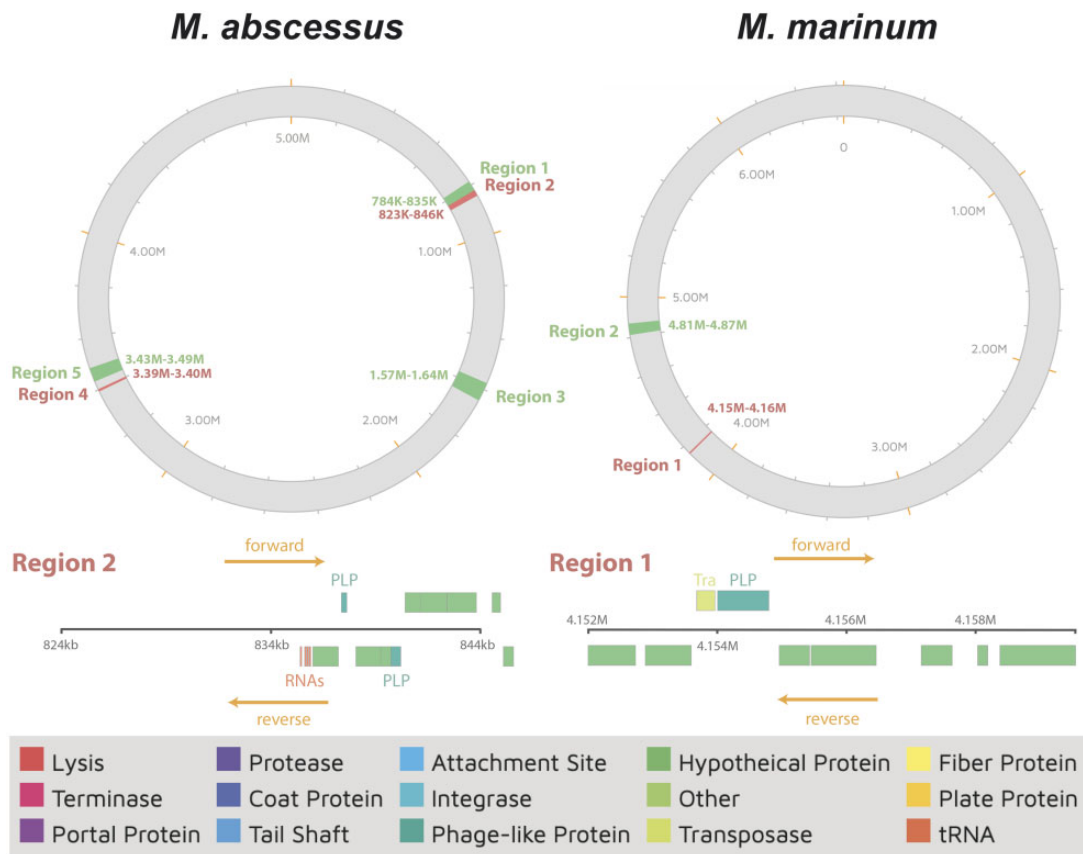 M. abscessus
M. marinum
5.00M
Region 1
Region 2
784K-835K
823K-846K
1.00M
4.00M
3.43M-3.49M
3.39M-3.40M
Region 5
Region 4
1.57M-1.64M
Region 3
3.00M
2.00M
0
6.00M
1.00M
5.00M
Region 2
4.81M-4.87M
2.00M
4.15M-4.16M
4.00M
Region 1
3.00M
Region 2
forward
PLP
824kb
834kb
844kb
RNAs
PLP
reverse
Region 1
forward
Tra
PLP
4.152M
4.154M
4.156M
4.158M
reverse
Lysis
Protease
Attachment Site
Hypotheical Protein
Fiber Protein
Terminase
Coat Protein
Integrase
Other
Plate Protein
Portal Protein
Tail Shaft
Phage-like Protein
Transposase
tRNA